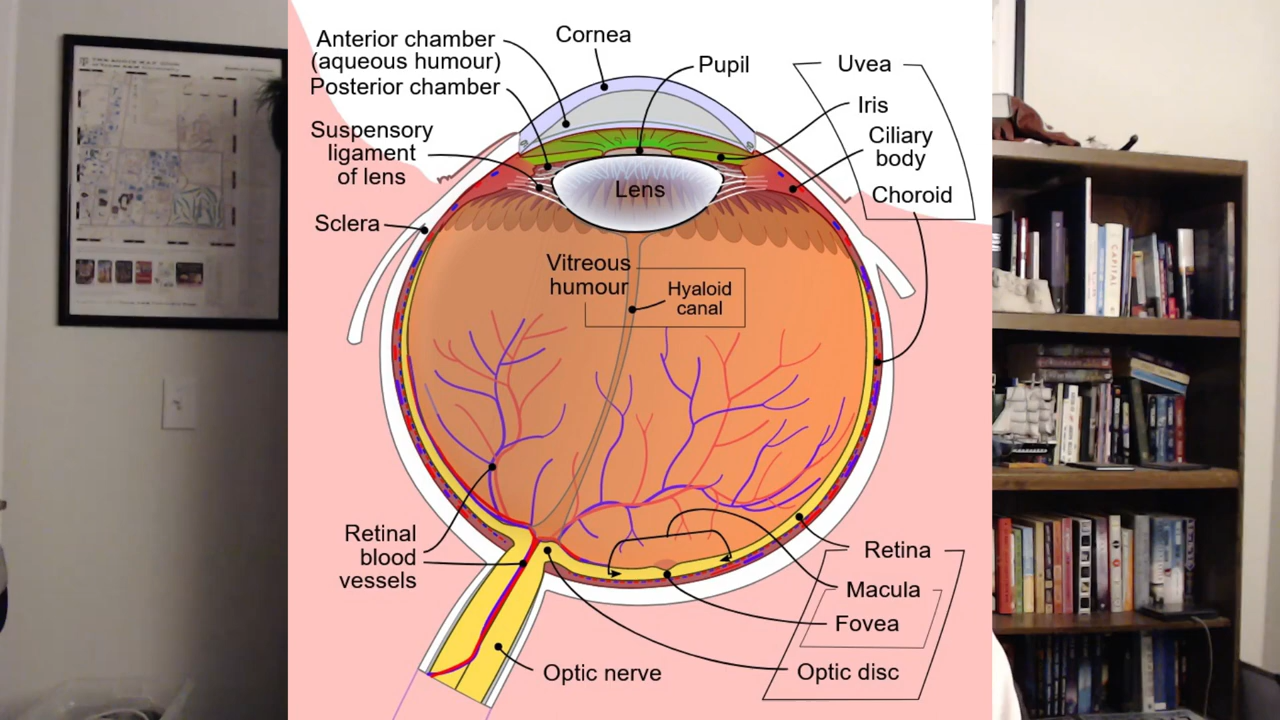 Anterior chamber
(aqueous humour)
Posterior chamber
Suspensory
ligament
of lens
Sclera
Cornea
Pupil
Uvea
Iris
Ciliary
body
Choroid
Lens
Vitreous
humour
Hyaloid
canal
Retinal
blood
vessels
Optic nerve
Retina
Macula
Fovea
Optic disc
CAPITAL